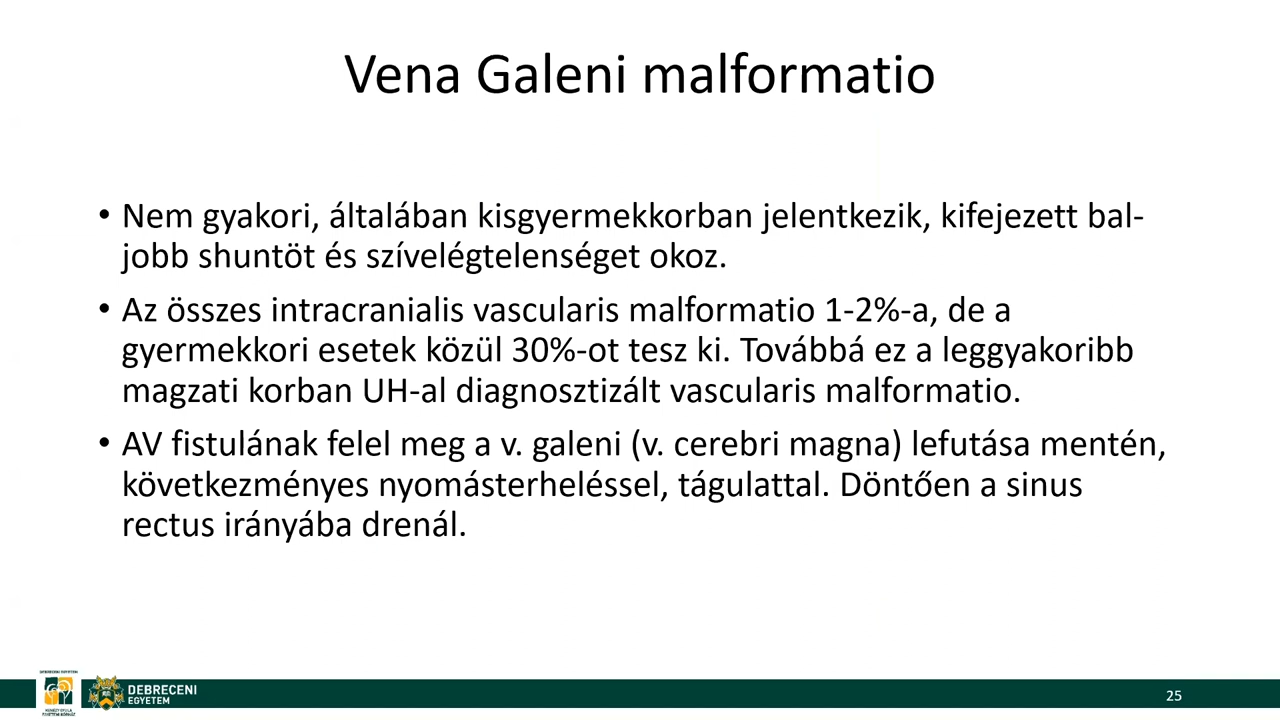 Vena Galeni malformatio
• Nem gyakori, általában kisgyermekkorban jelentkezik, kifejezett bal-
jobb shuntöt és szívelégtelenséget okoz.
• Az összes intracranialis vascularis malformatio 1-2%-a, de a
gyermekkori esetek közül 30%-ot tesz ki. Továbbá ez a leggyakoribb
magzati korban UH-al diagnosztizált vascularis malformatio.
• AV fistulának felel meg a v. galeni (v. cerebri magna) lefutása mentén,
következményes nyomásterheléssel, tágulattal. Döntően a sinus
rectus irányába drenál.
DEBRECENI EGYETEM
DEBRECENI
EGYETEM
25